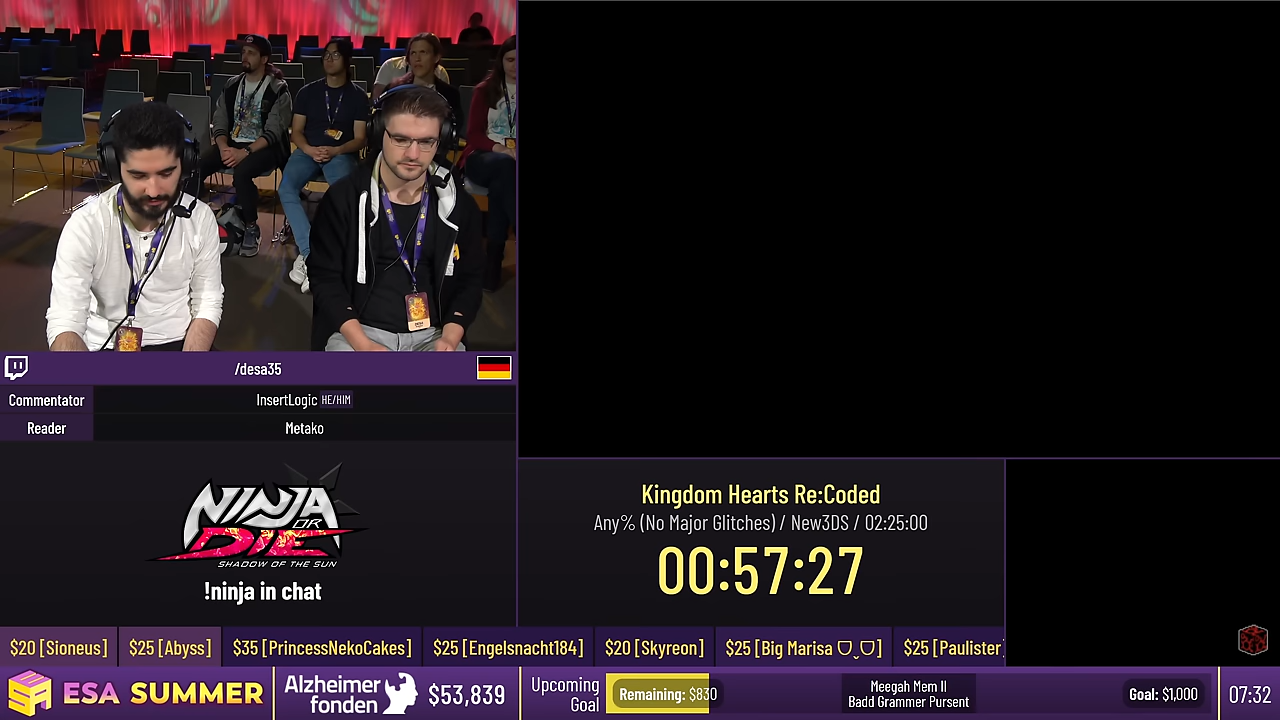 /desa35
Commentator
InsertLogic HE/HIM
Reader
Metako
NINJA
OR
DIE
SHADOW OF THE SUN
!ninja in chat
Kingdom Hearts Re:Coded
Any% (No Major Glitches) / New3DS / 02:25:00
00:57:27
$20 [Sioneus]
$25 [Abyss]
$35 [PrincessNekoCakes]
$25 [Engelsnacht184]
$20 [Skyreon]
$25 [Big Marisa ᗜˬᗜ]
$25 [Paulister]
ESA SUMMER
Alzheimer
fonden
$53,839
Upcoming
Goal
Remaining: $830
Meegah Mem II
Badd Grammer Pursent
Goal: $1,000
07:32